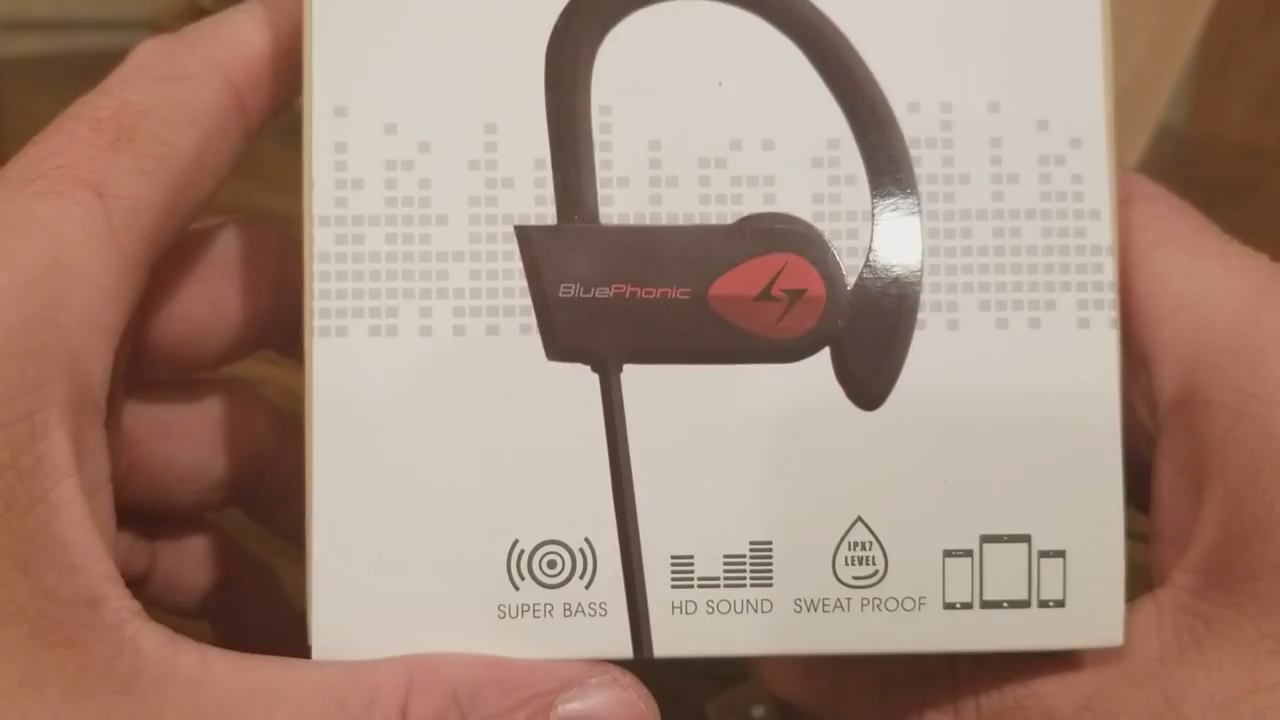 BluePhonic
IPX7
LEVEL
SUPER BASS
HD SOUND
SWEAT PROOF